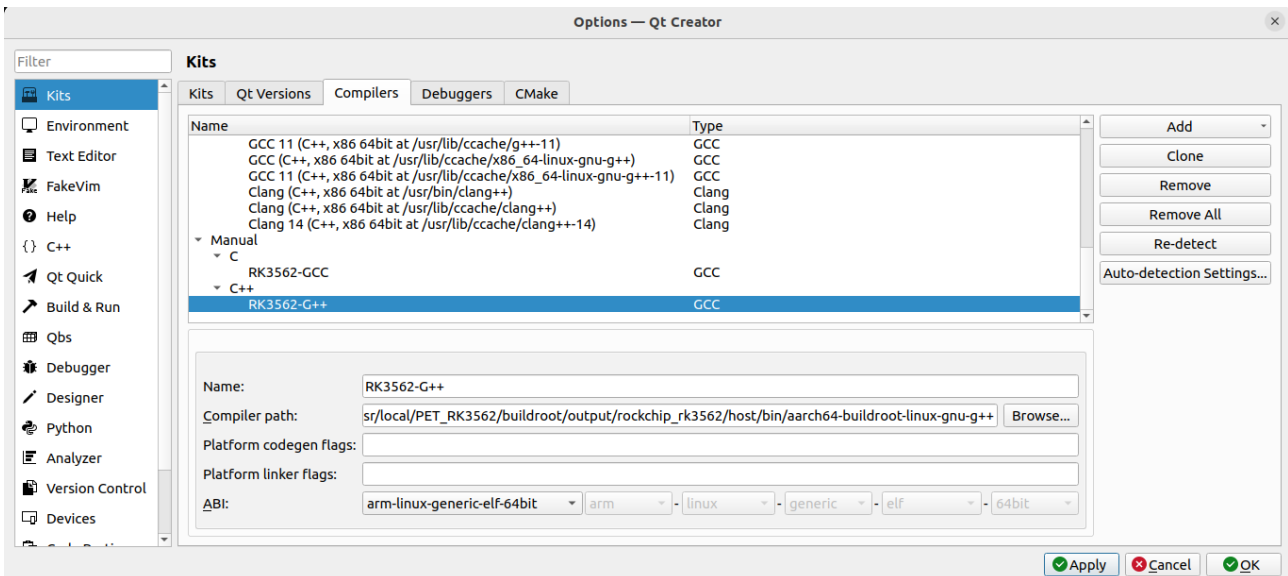 Options — Qt Creator
Filter
Kits
Environment
Text Editor
FakeVim
Help
{} C++
Qt Quick
Build & Run
Qbs
Debugger
Designer
Python
Analyzer
Version Control
Devices
Kits
Kits Qt Versions Compilers Debuggers CMake
Name Type
GCC 11 (C++, x86 64bit at /usr/lib/ccache/g++-11) GCC
GCC (C++, x86 64bit at /usr/lib/ccache/x86_64-linux-gnu-g++) GCC
GCC 11 (C++, x86 64bit at /usr/lib/ccache/x86_64-linux-gnu-g++-11) GCC
Clang (C++, x86 64bit at /usr/bin/clang++) Clang
Clang (C++, x86 64bit at /usr/lib/ccache/clang++) Clang
Clang 14 (C++, x86 64bit at /usr/lib/ccache/clang++-14) Clang
Manual
C
RK3562-GCC GCC
C++
RK3562-G++ GCC
Add
Clone
Remove
Remove All
Re-detect
Auto-detection Settings...
Name: RK3562-G++
Compiler path: sr/local/PET_RK3562/buildroot/output/rockchip_rk3562/host/bin/aarch64-buildroot-linux-gnu-g++ Browse...
Platform codegen flags:
Platform linker flags:
ABI: arm-linux-generic-elf-64bit arm - linux - generic - elf - 64bit
Apply Cancel OK